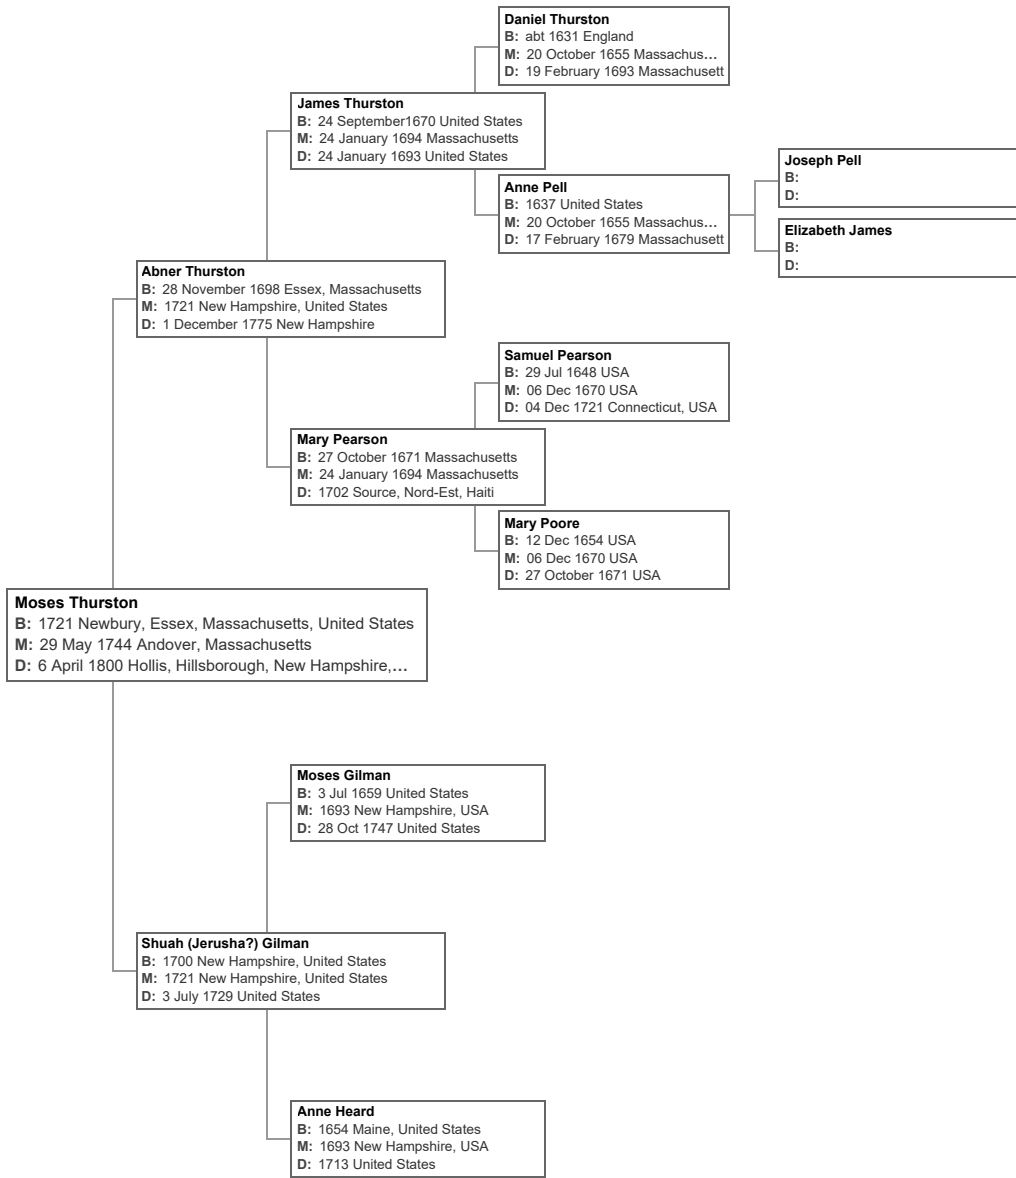 Daniel Thurston
B: abt 1631 England
M: 20 October 1655 Massachus...
D: 19 February 1693 Massachusett
James Thurston
B: 24 September1670 United States
M: 24 January 1694 Massachusetts
D: 24 January 1693 United States
Joseph Pell
B:
D:
Anne Pell
B: 1637 United States
M: 20 October 1655 Massachus...
D: 17 February 1679 Massachusett
Elizabeth James
B:
D:
Abner Thurston
B: 28 November 1698 Essex, Massachusetts
M: 1721 New Hampshire, United States
D: 1 December 1775 New Hampshire
Samuel Pearson
B: 29 Jul 1648 USA
M: 06 Dec 1670 USA
D: 04 Dec 1721 Connecticut, USA
Mary Pearson
B: 27 October 1671 Massachusetts
M: 24 January 1694 Massachusetts
D: 1702 Source, Nord-Est, Haiti
Mary Poore
B: 12 Dec 1654 USA
M: 06 Dec 1670 USA
D: 27 October 1671 USA
Moses Thurston
B: 1721 Newbury, Essex, Massachusetts, United States
M: 29 May 1744 Andover, Massachusetts
D: 6 April 1800 Hollis, Hillsborough, New Hampshire,...
Moses Gilman
B: 3 Jul 1659 United States
M: 1693 New Hampshire, USA
D: 28 Oct 1747 United States
Shuah (Jerusha?) Gilman
B: 1700 New Hampshire, United States
M: 1721 New Hampshire, United States
D: 3 July 1729 United States
Anne Heard
B: 1654 Maine, United States
M: 1693 New Hampshire, USA
D: 1713 United States